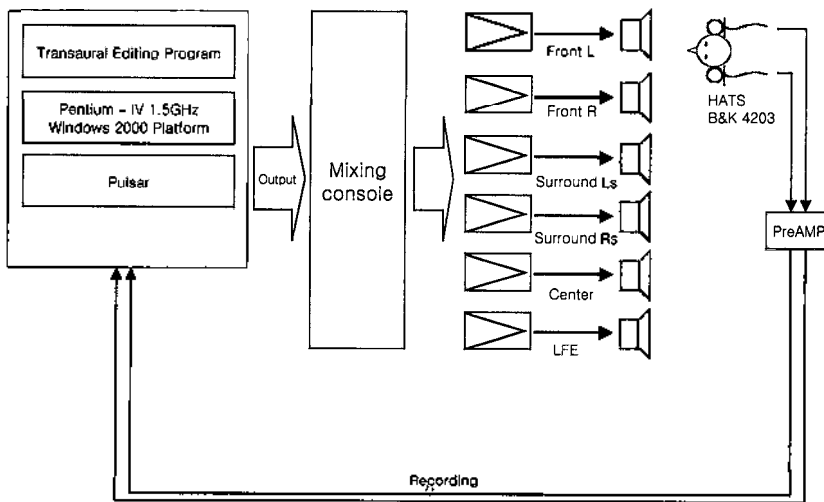 Transaural Editing Program
Pentium - IV 1.5GHz
Windows 2000 Platform
Pulsar
Output
Mixing
console
Front L
Front R
Surround Ls
Surround Rs
Center
LFE
HATS
B&K 4203
PreAMP
Recording